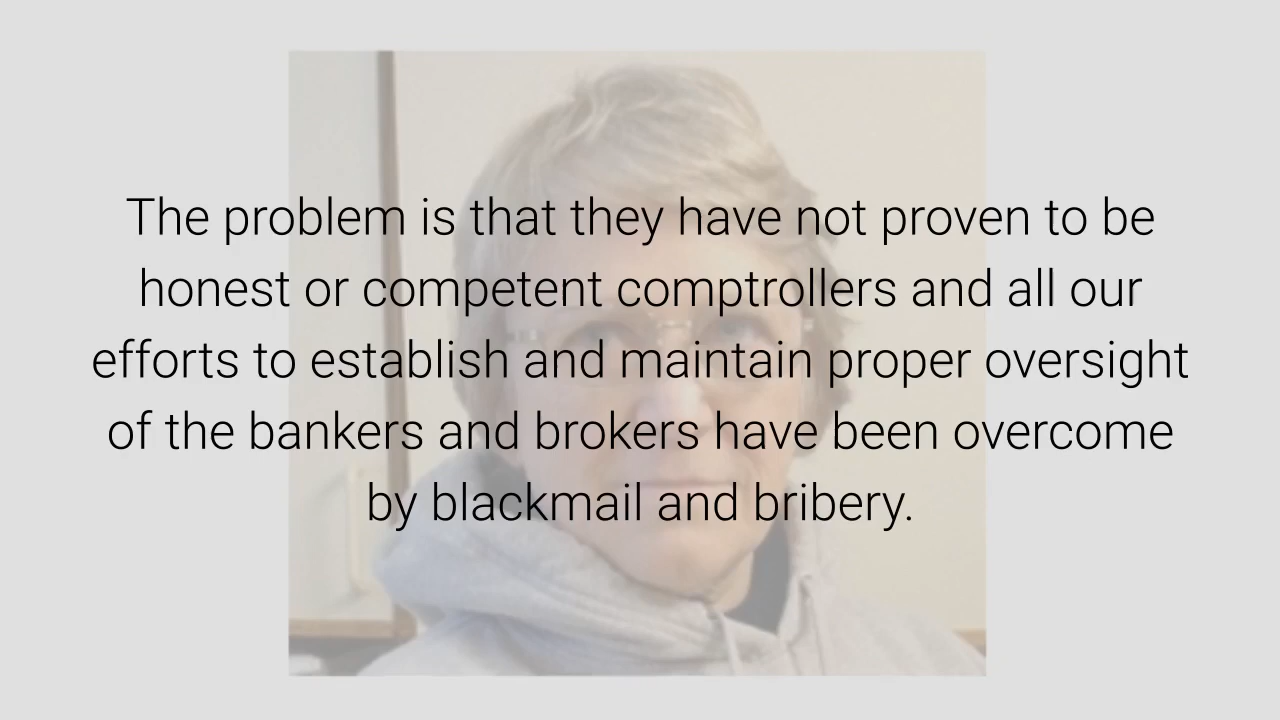 The problem is that they have not proven to be
honest or competent comptrollers and all our
efforts to establish and maintain proper oversight
of the bankers and brokers have been overcome
by blackmail and bribery.